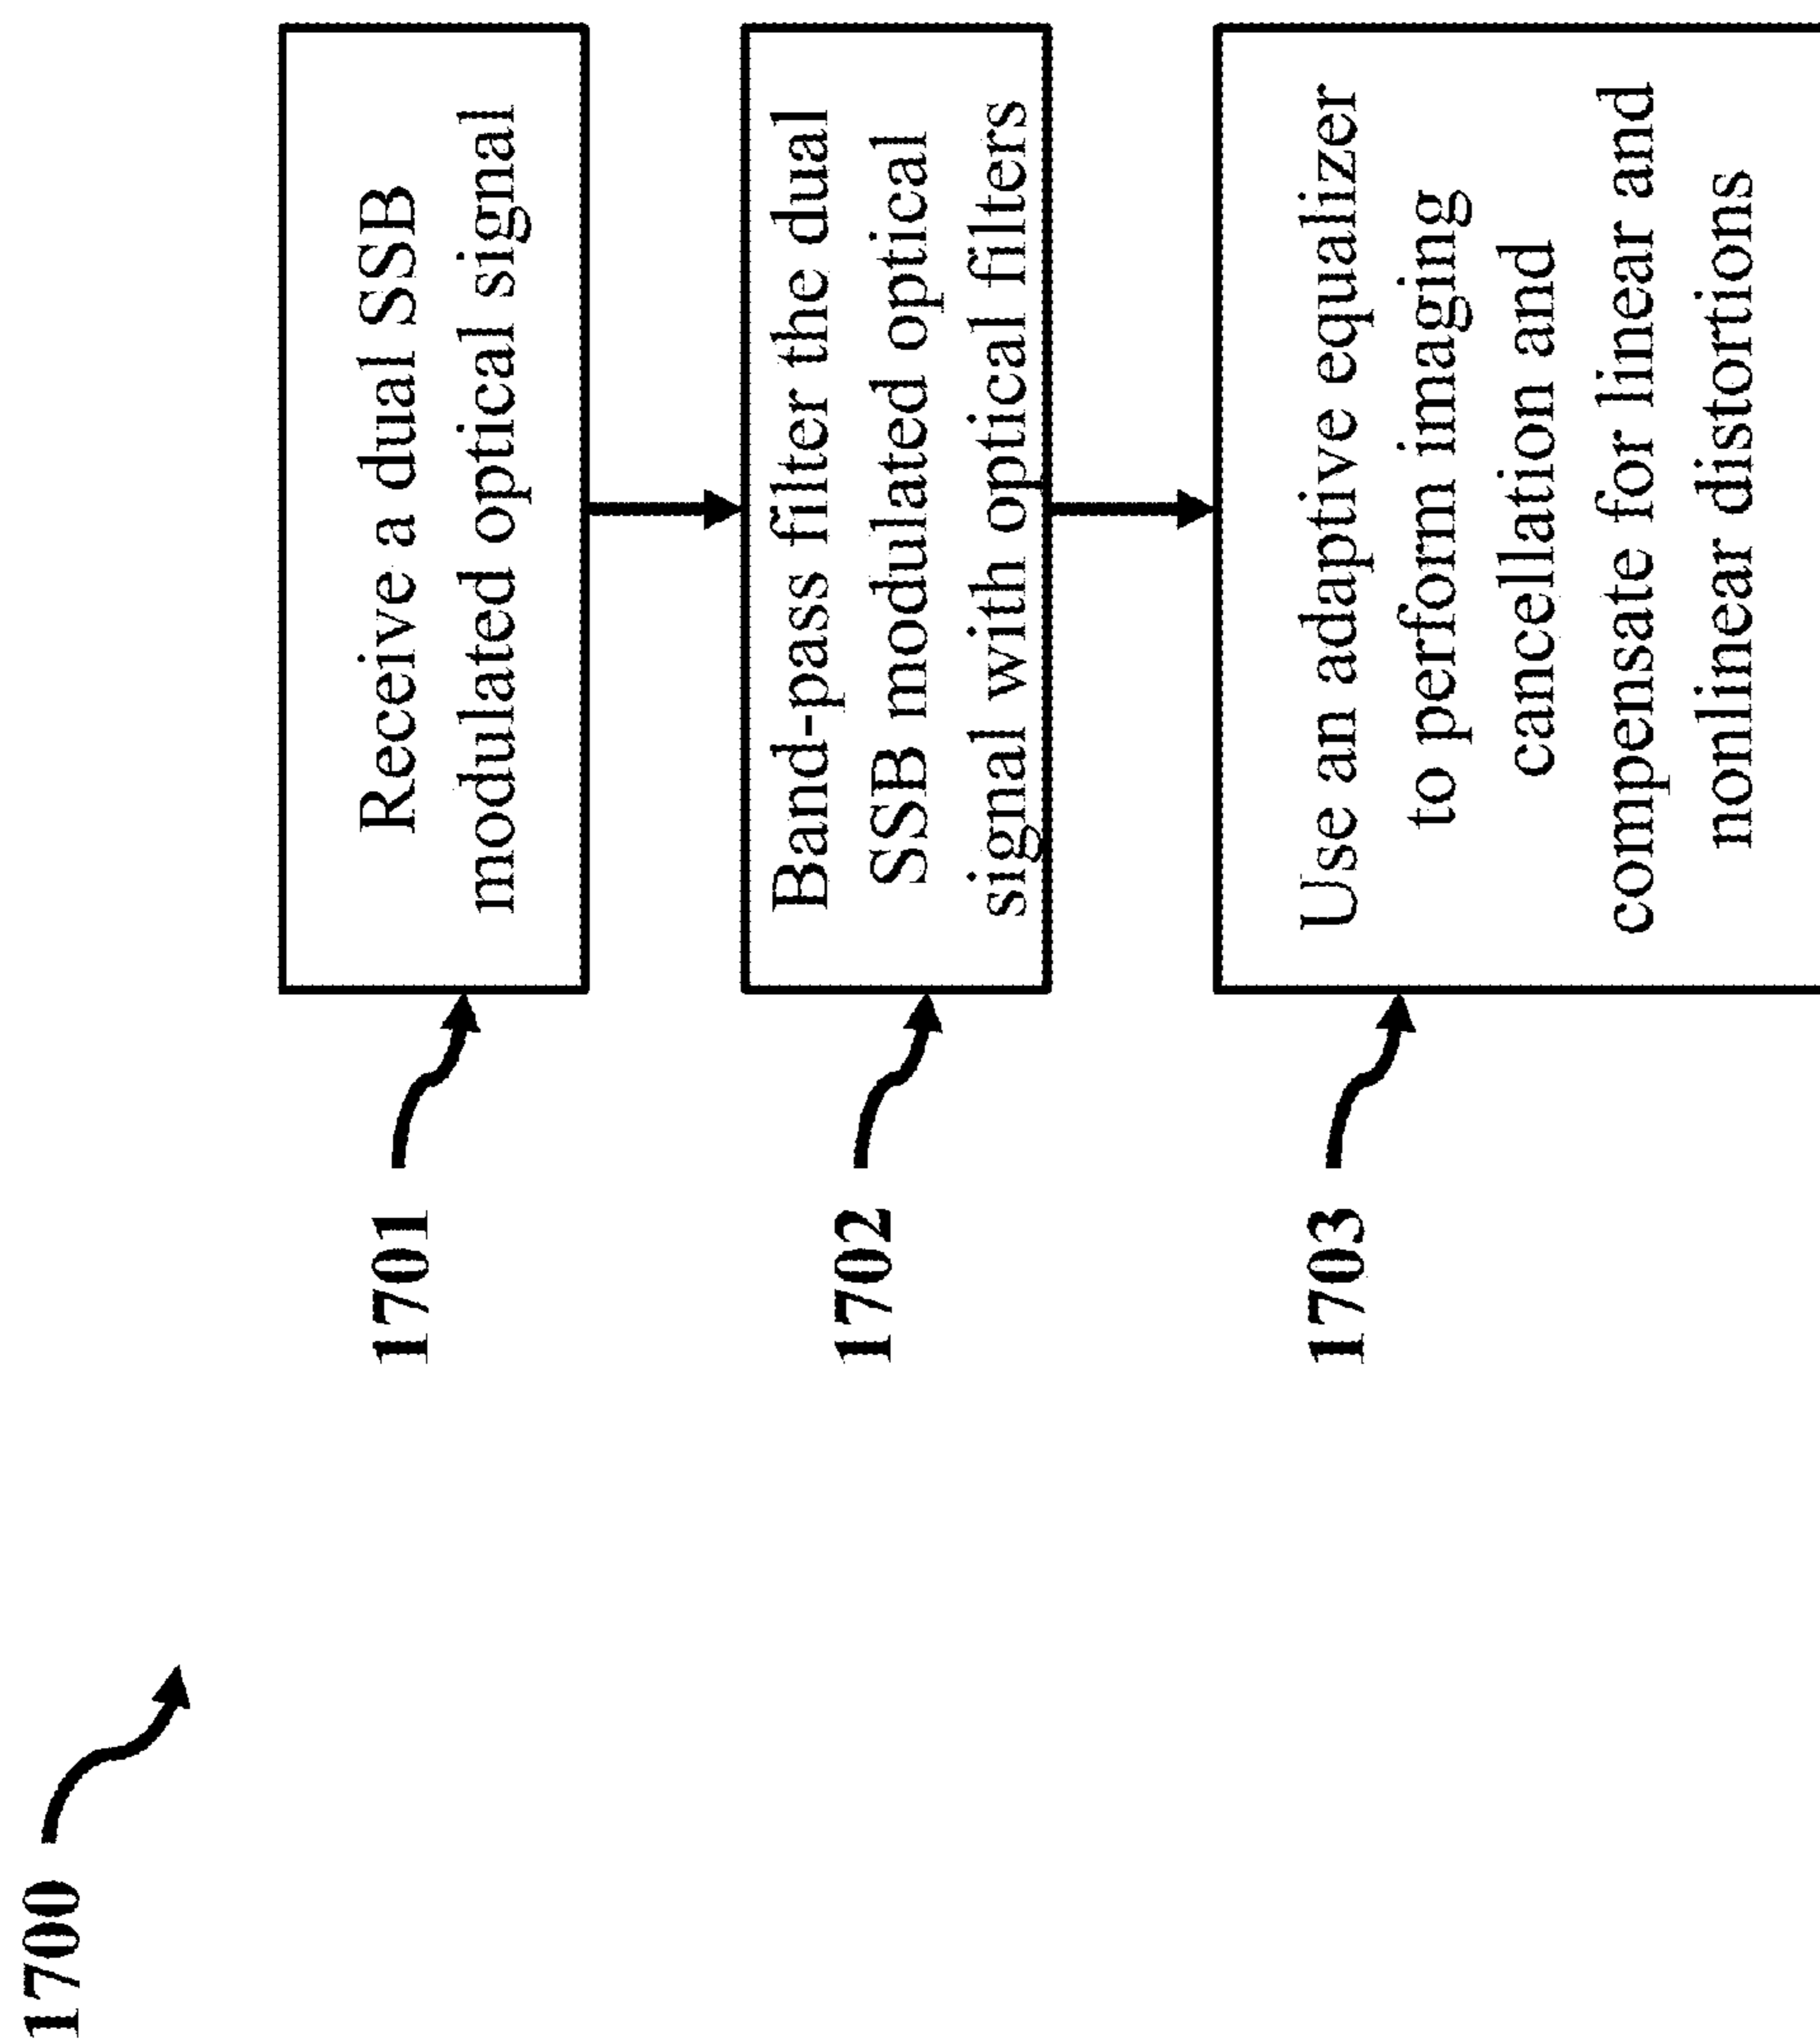 1700
1701
Receive a dual SSB
modulated optical signal
1702
Band-pass filter the dual
SSB modulated optical
signal with optical filters
1703
Use an adaptive equalizer
to perform imaging
cancellation and
compensate for linear and
nonlinear distortions